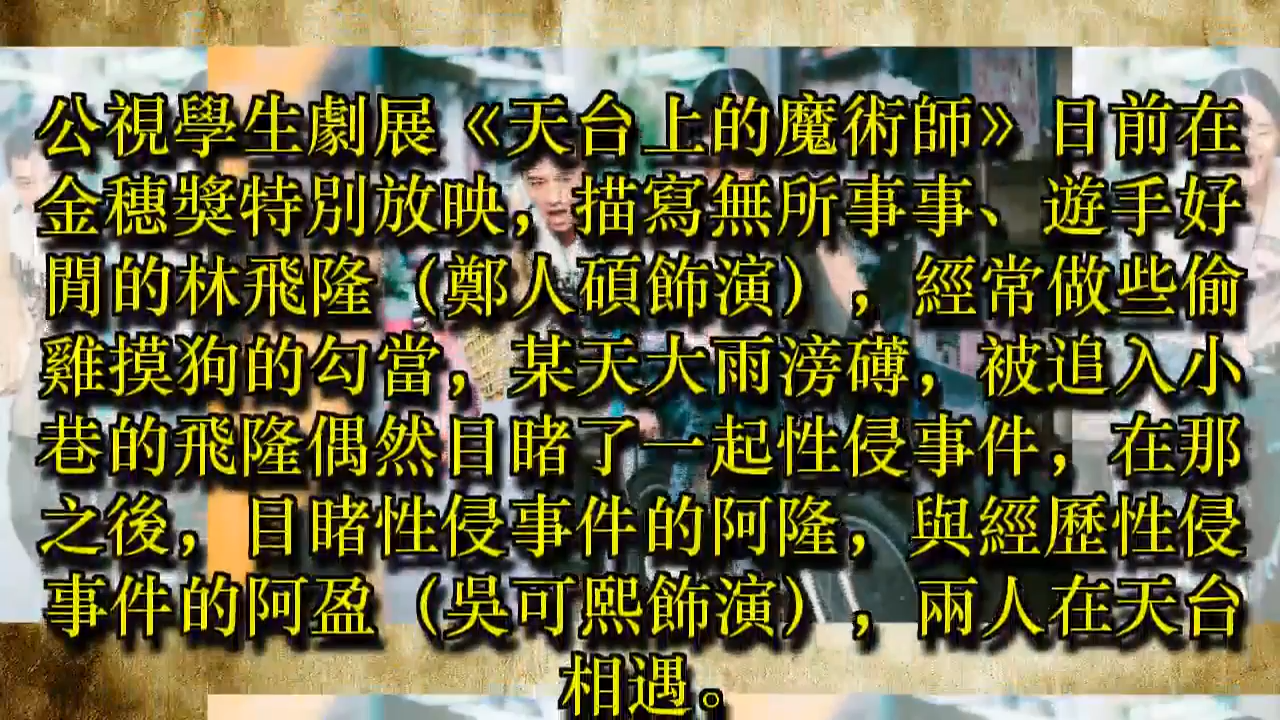 公視學生劇展《天台上的魔術師》日前在
金穗獎特別放映，描寫無所事事、遊手好
閒的林飛隆（鄭人碩飾演），經常做些偷
雞摸狗的勾當，某天大雨滂礡，被追入小
巷的飛隆偶然目睹了一起性侵事件，在那
之後，目睹性侵事件的阿隆，與經歷性侵
事件的阿盈（吳可熙飾演），兩人在天台
相遇。